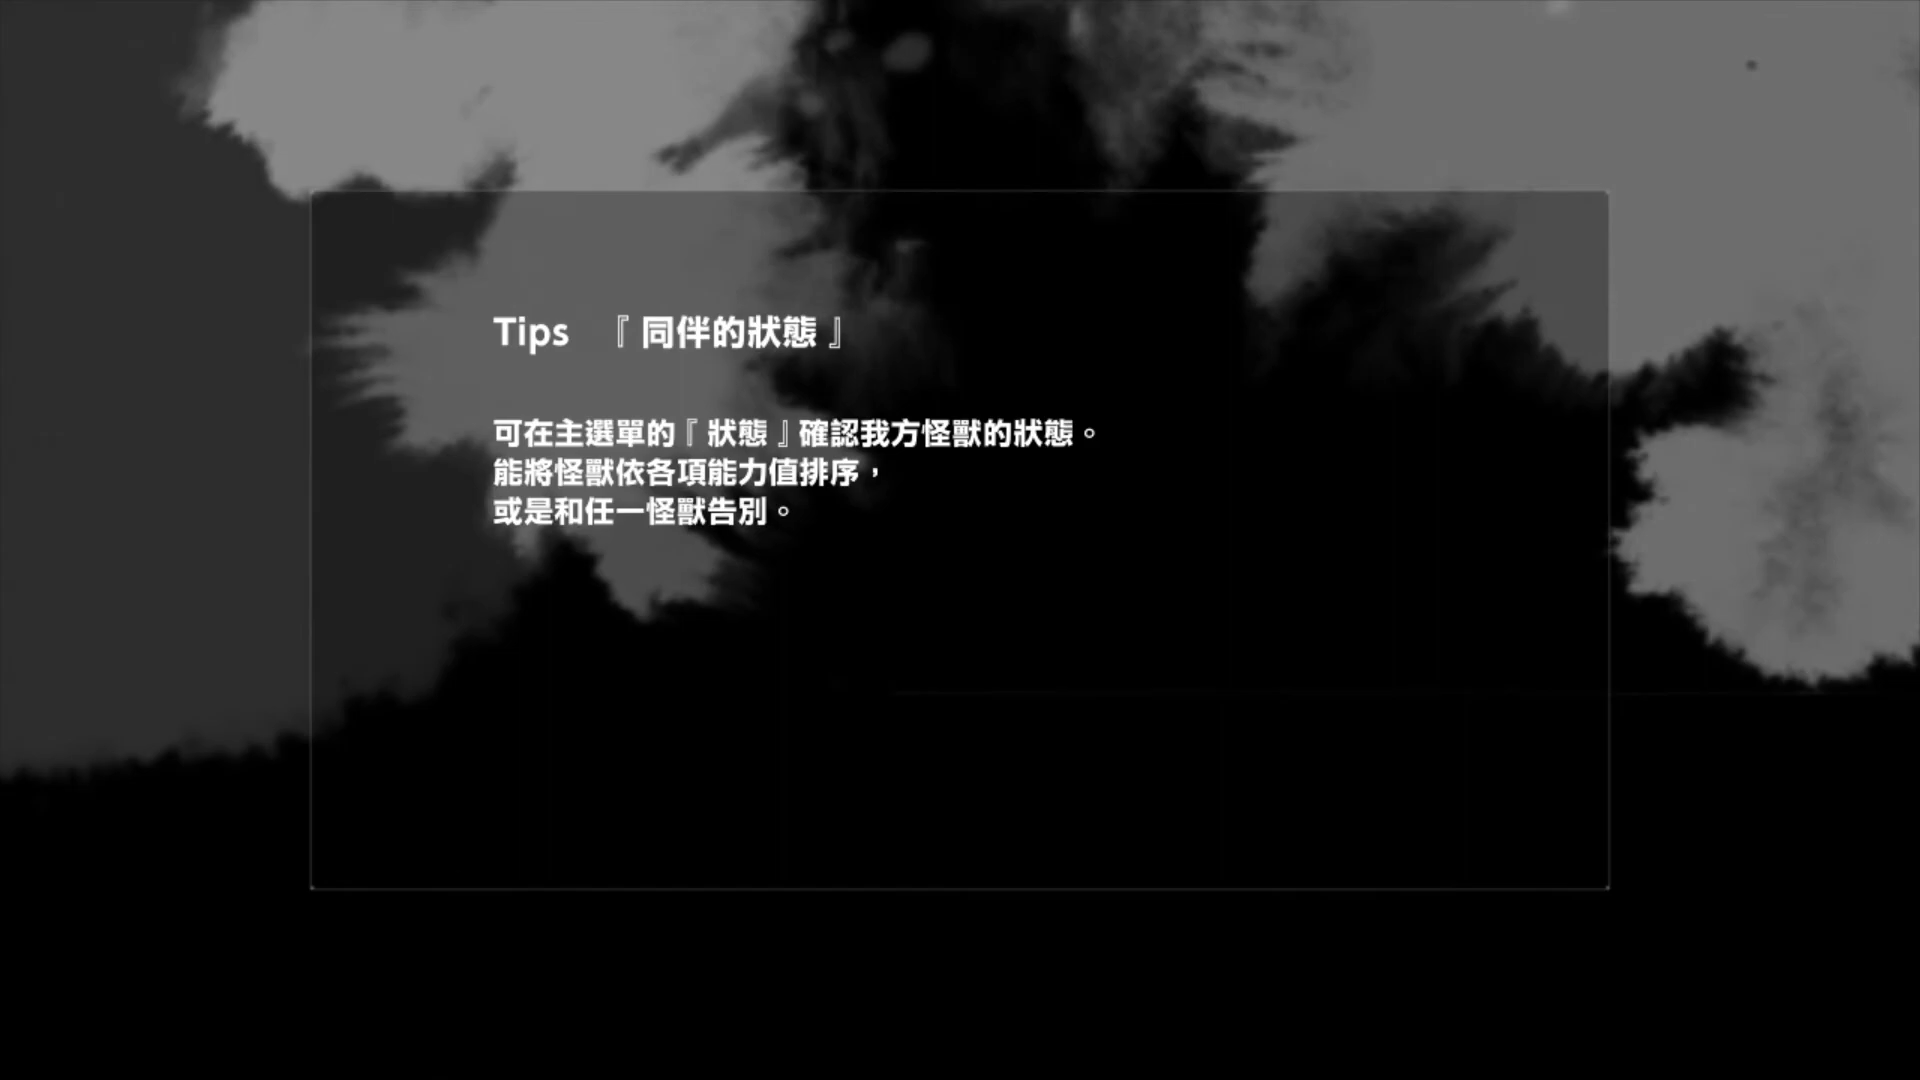 Tips 『同伴的狀態』
可在主選單的『狀態』確認我方怪獸的狀態。
能將怪獸依各項能力值排序，
或是和任一怪獸告別。